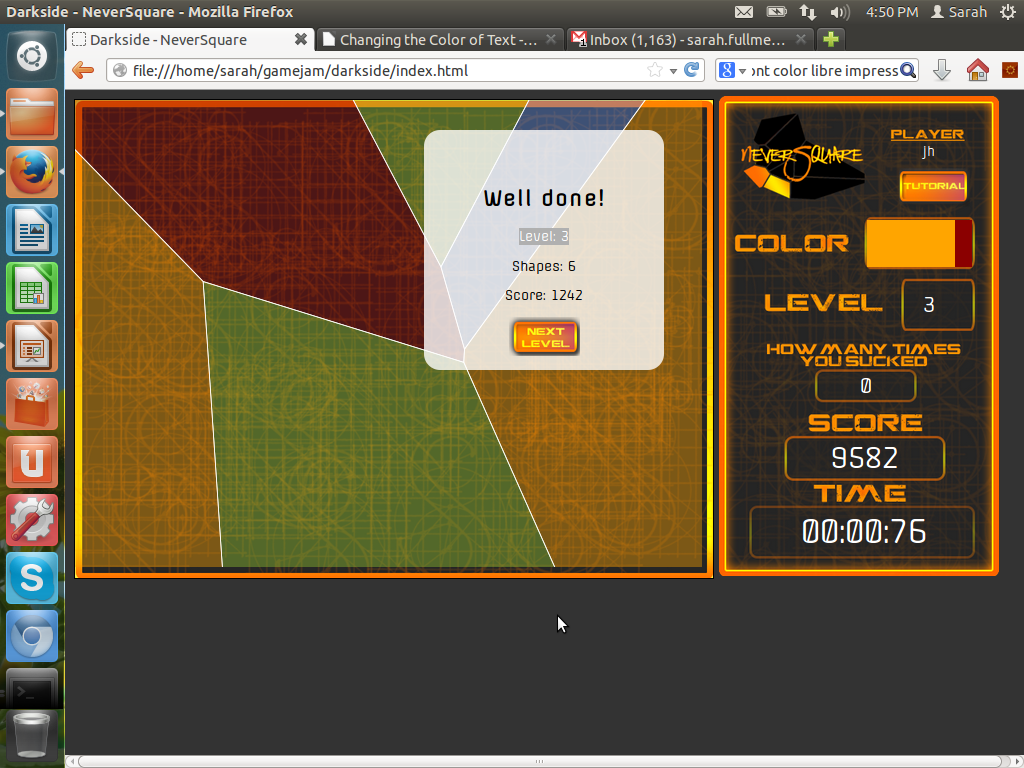 Darkside - NeverSquare - Mozilla Firefox
4:50 PM Sarah
Darkside - NeverSquare
Changing the Color of Text -...
1
Inbox (1,163) - sarah.fullme...
file:///home/sarah/gamejam/darkside/index.html
8
ont color libre impress
NEVERSQUARE
PLAYER
Jh
TUTORIAL
Well done!
Level: 3
Shapes: 6
Score: 1242
NEXT
LEVEL
COLOR
LEVEL
3
HOW MANY TIMES
YOU SUCKED
0
SCORE
9582
TIME
00:00:76
U
S
>_